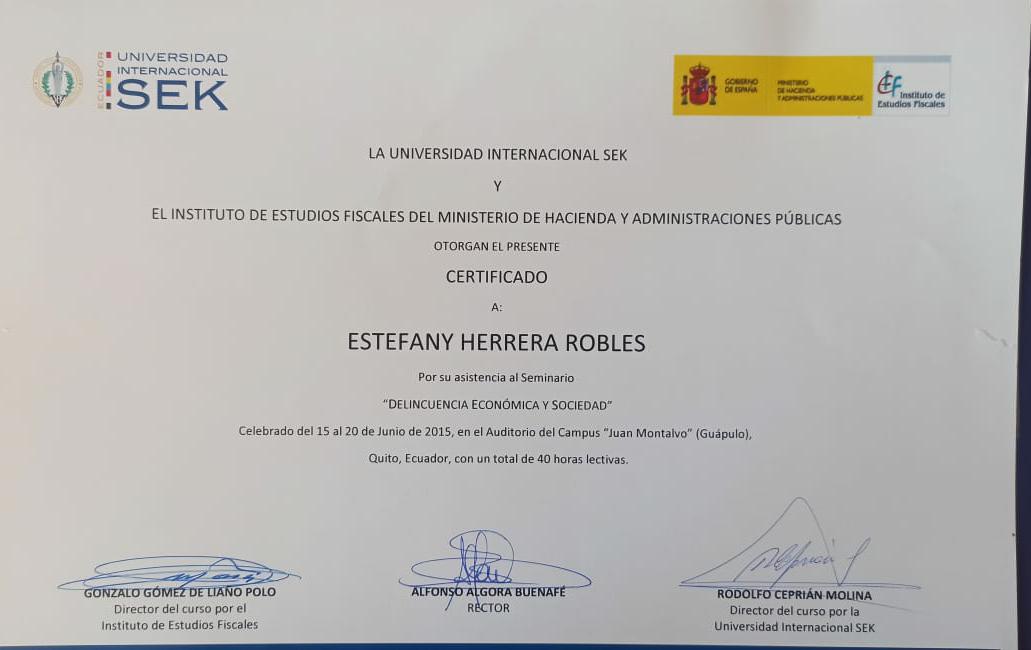 ECUADOR
UNIVERSIDAD
INTERNACIONAL
SEK
GOBIERNO
DE ESPAÑA
MINISTERIO
DE HACIENDA
Y ADMINISTRACIONES PÚBLICAS
Instituto de
Estudios Fiscales
LA UNIVERSIDAD INTERNACIONAL SEK
Y
EL INSTITUTO DE ESTUDIOS FISCALES DEL MINISTERIO DE HACIENDA Y ADMINISTRACIONES PÚBLICAS
OTORGAN EL PRESENTE
CERTIFICADO
A:
ESTEFANY HERRERA ROBLES
Por su asistencia al Seminario
“DELINCUENCIA ECONÓMICA Y SOCIEDAD”
Celebrado del 15 al 20 de Junio de 2015, en el Auditorio del Campus “Juan Montalvo” (Guápulo),
Quito, Ecuador, con un total de 40 horas lectivas.
GONZALO GÓMEZ DE LIAÑO POLO
Director del curso por el
Instituto de Estudios Fiscales
ALFONSO ALGORA BUENAFÉ
RECTOR
RODOLFO CEPRIÁN MOLINA
Director del curso por la
Universidad Internacional SEK